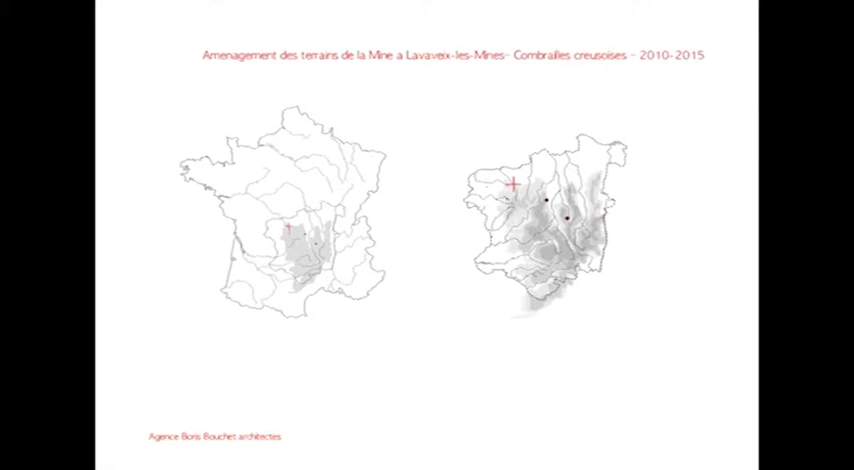 Amenagement des terrains de la Mine a Lavaveix-les-Mines- Combrailles creusoises - 2010-2015
Agence Boris Bouchet architectes